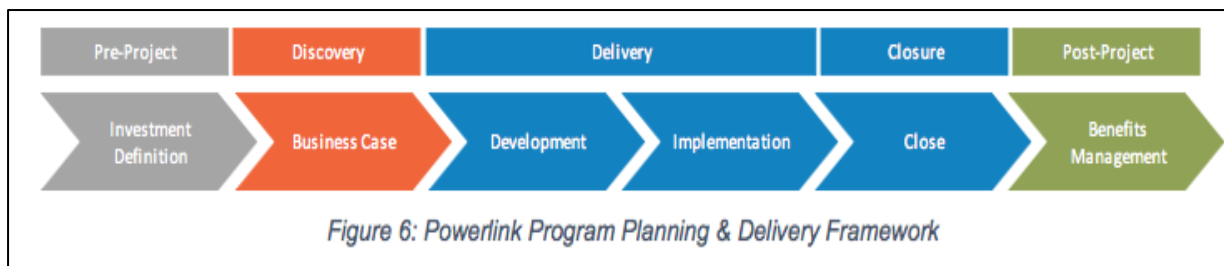 Pre-Project
Discovery
Delivery
Closure
Post-Project
Investment
Definition
Business Case
Development
Implementation
Close
Benefits
Management
Figure 6: Powerlink Program Planning & Delivery Framework